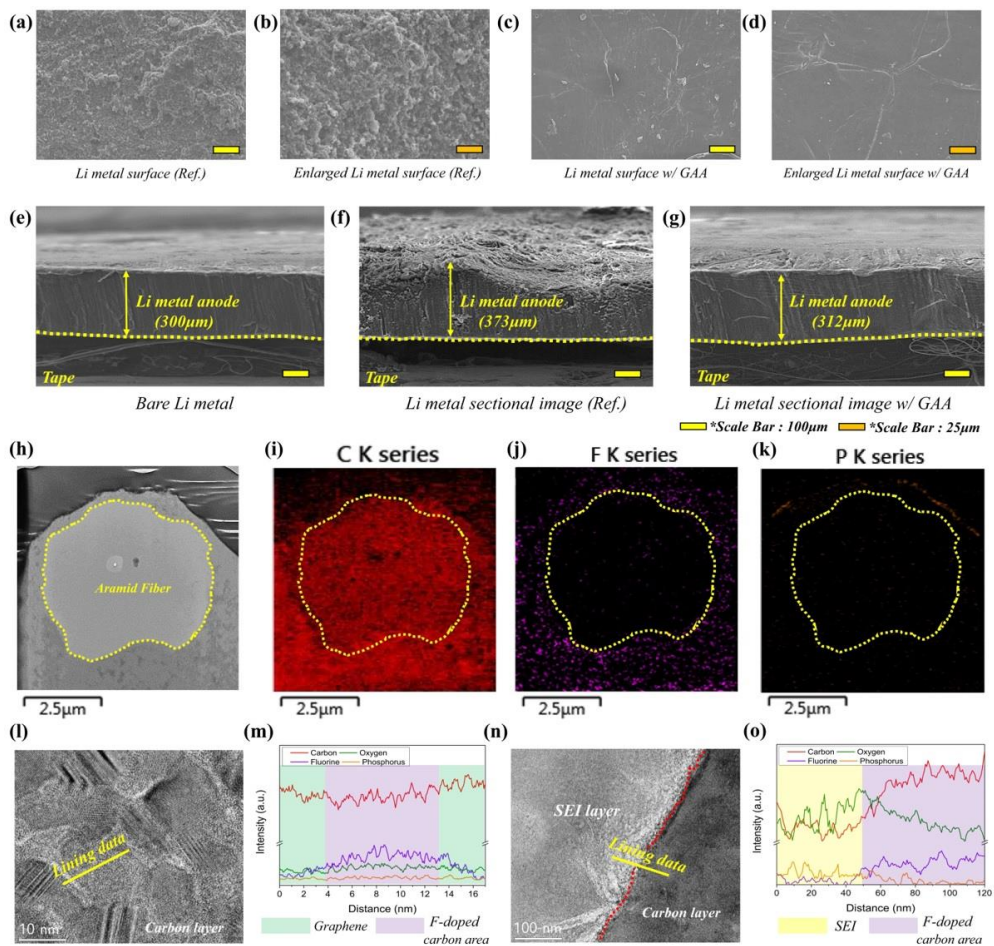 (a)
(b)
(c)
(d)
Li metal surface (Ref.)
Enlarged Li metal surface (Ref.)
Li metal surface w/ GAA
Enlarged Li metal surface w/ GAA
(e)
(f)
(g)
Li metal anode
(300μm)
Tape
Li metal anode
(373μm)
Tape
Li metal anode
(312μm)
Tape
Bare Li metal
Li metal sectional image (Ref.)
Li metal sectional image w/ GAA
*Scale Bar : 100μm
*Scale Bar : 25μm
(h)
(i)
C K series
(j)
F K series
(k)
P K series
Aramid Fiber
2.5μm
2.5μm
2.5μm
2.5μm
(l)
Lining data
10 nm
Carbon layer
(m)
Carbon
Oxygen
Fluorine
Phosphorus
Intensity (a.u.)
0 2 4 6 8 10 12 14 16
Distance (nm)
Graphene
F-doped
carbon area
(n)
SEI layer
Lining data
100 nm
Carbon layer
(o)
Carbon
Oxygen
Fluorine
Phosphorus
Intensity (a.u.)
0 20 40 60 80 100 120
Distance (nm)
SEI
F-doped
carbon area